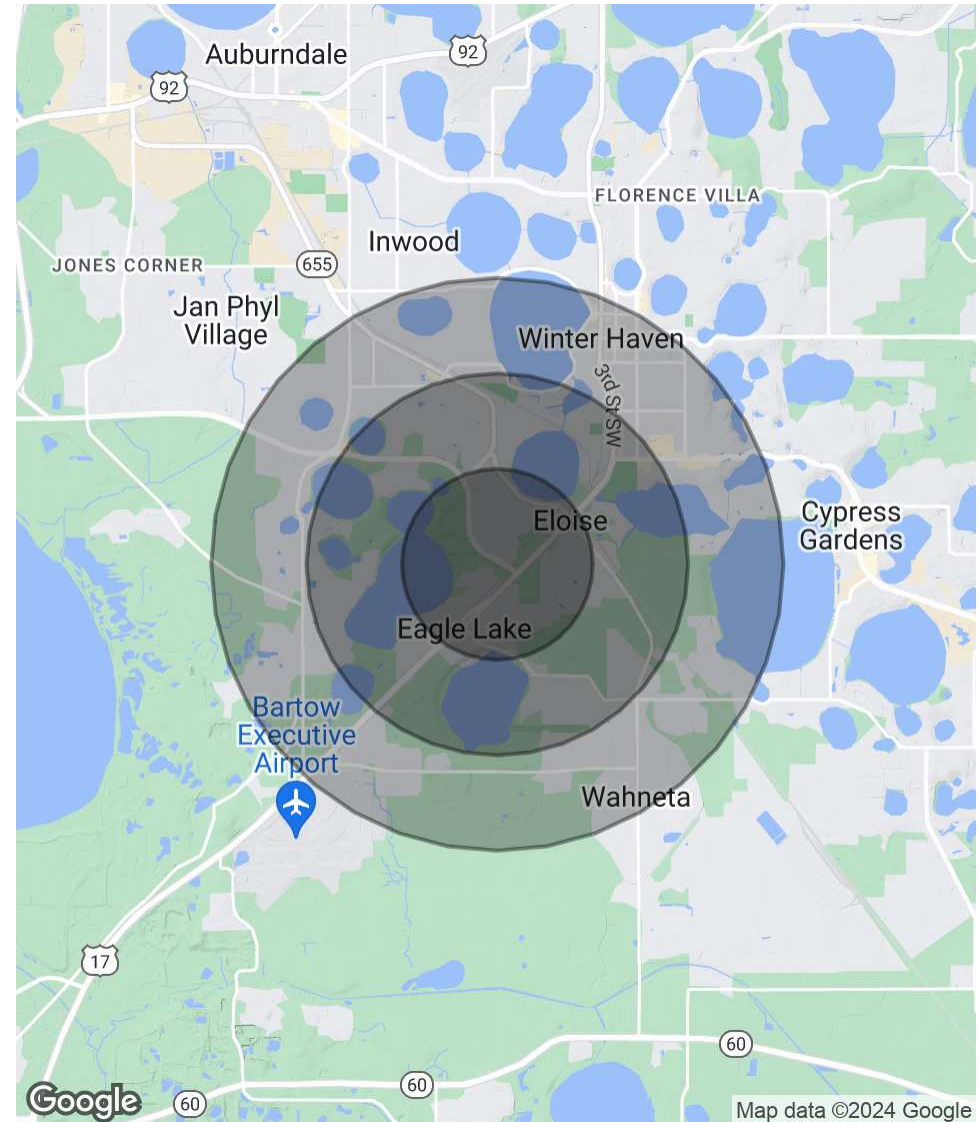 Auburndale
92
92
FLORENCE VILLA
Inwood
JONES CORNER
655
Jan Phyl
Village
Winter Haven
3rd St SW
Eloise
Cypress
Gardens
Eagle Lake
Bartow
Executive
Airport
Wahneta
17
60
60
60
Google
Map data ©2024 Google